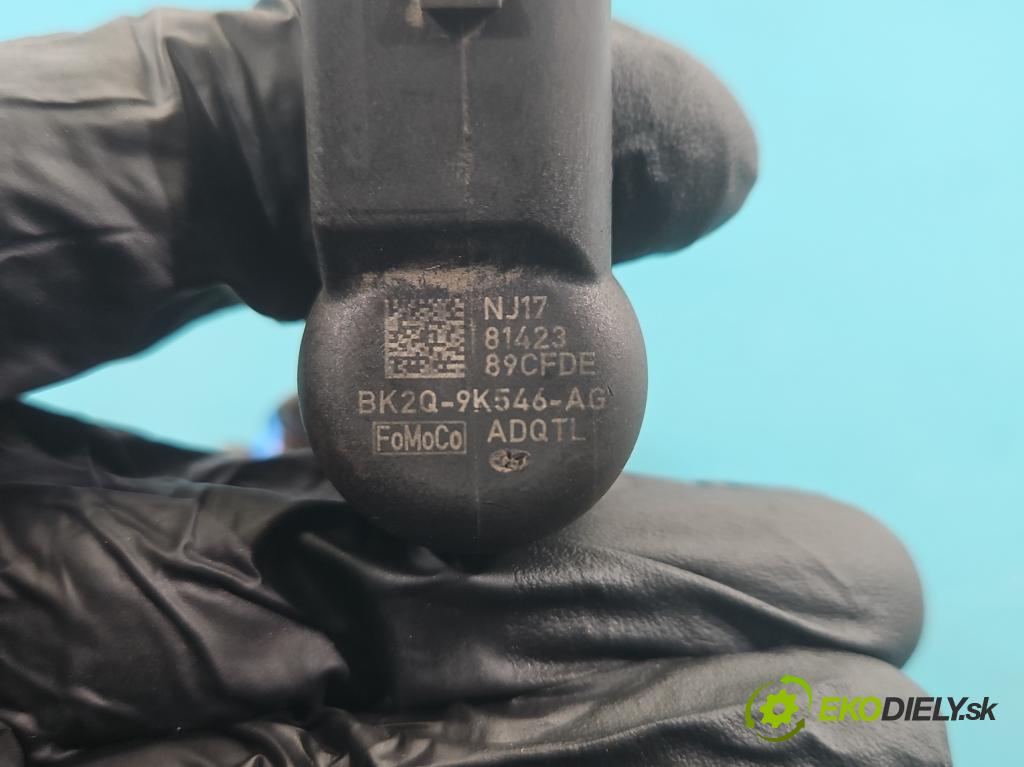 NJ17
81423
89CFDE
BK2Q-9K546-AG
FoMoCo ADQTL
EKODIELY.sk